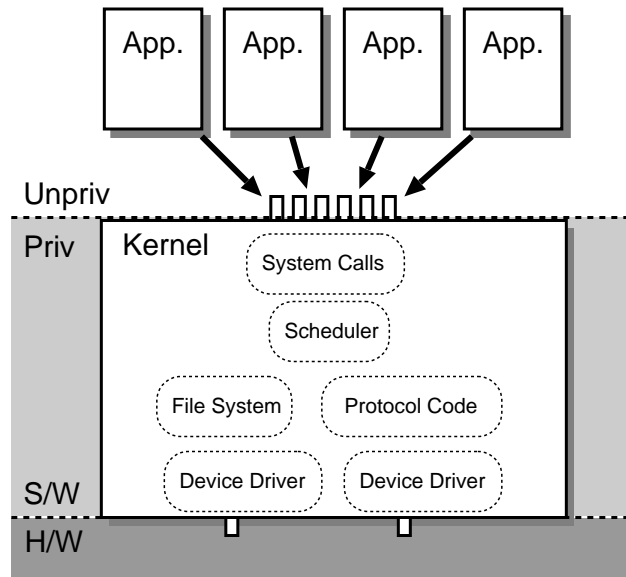 App.
App.
App.
App.
Unpriv
Priv
Kernel
System Calls
Scheduler
File System
Protocol Code
Device Driver
Device Driver
S/W
H/W